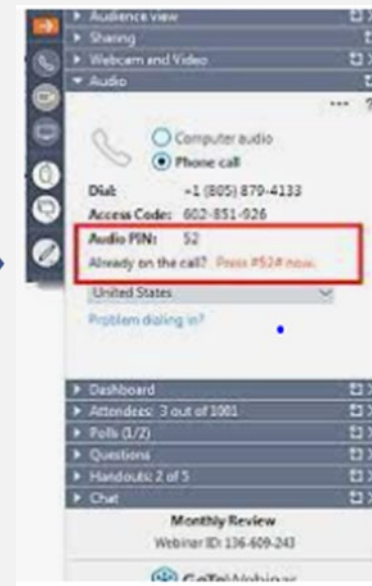 Audience view
Sharing
Webcam and Video
Audio
... ?
Computer audio
Phone call
Dial: +1 (805) 879-4133
Access Code: 602-851-926
Audio PIN: 52
Already on the call? Press #52# now.
United States
Problem dialing in?
Dashboard
Attendees: 3 out of 1001
Polls (1/2)
Questions
Handouts: 2 of 5
Chat
Monthly Review
Webinar ID: 136-609-243
GoToWebinar